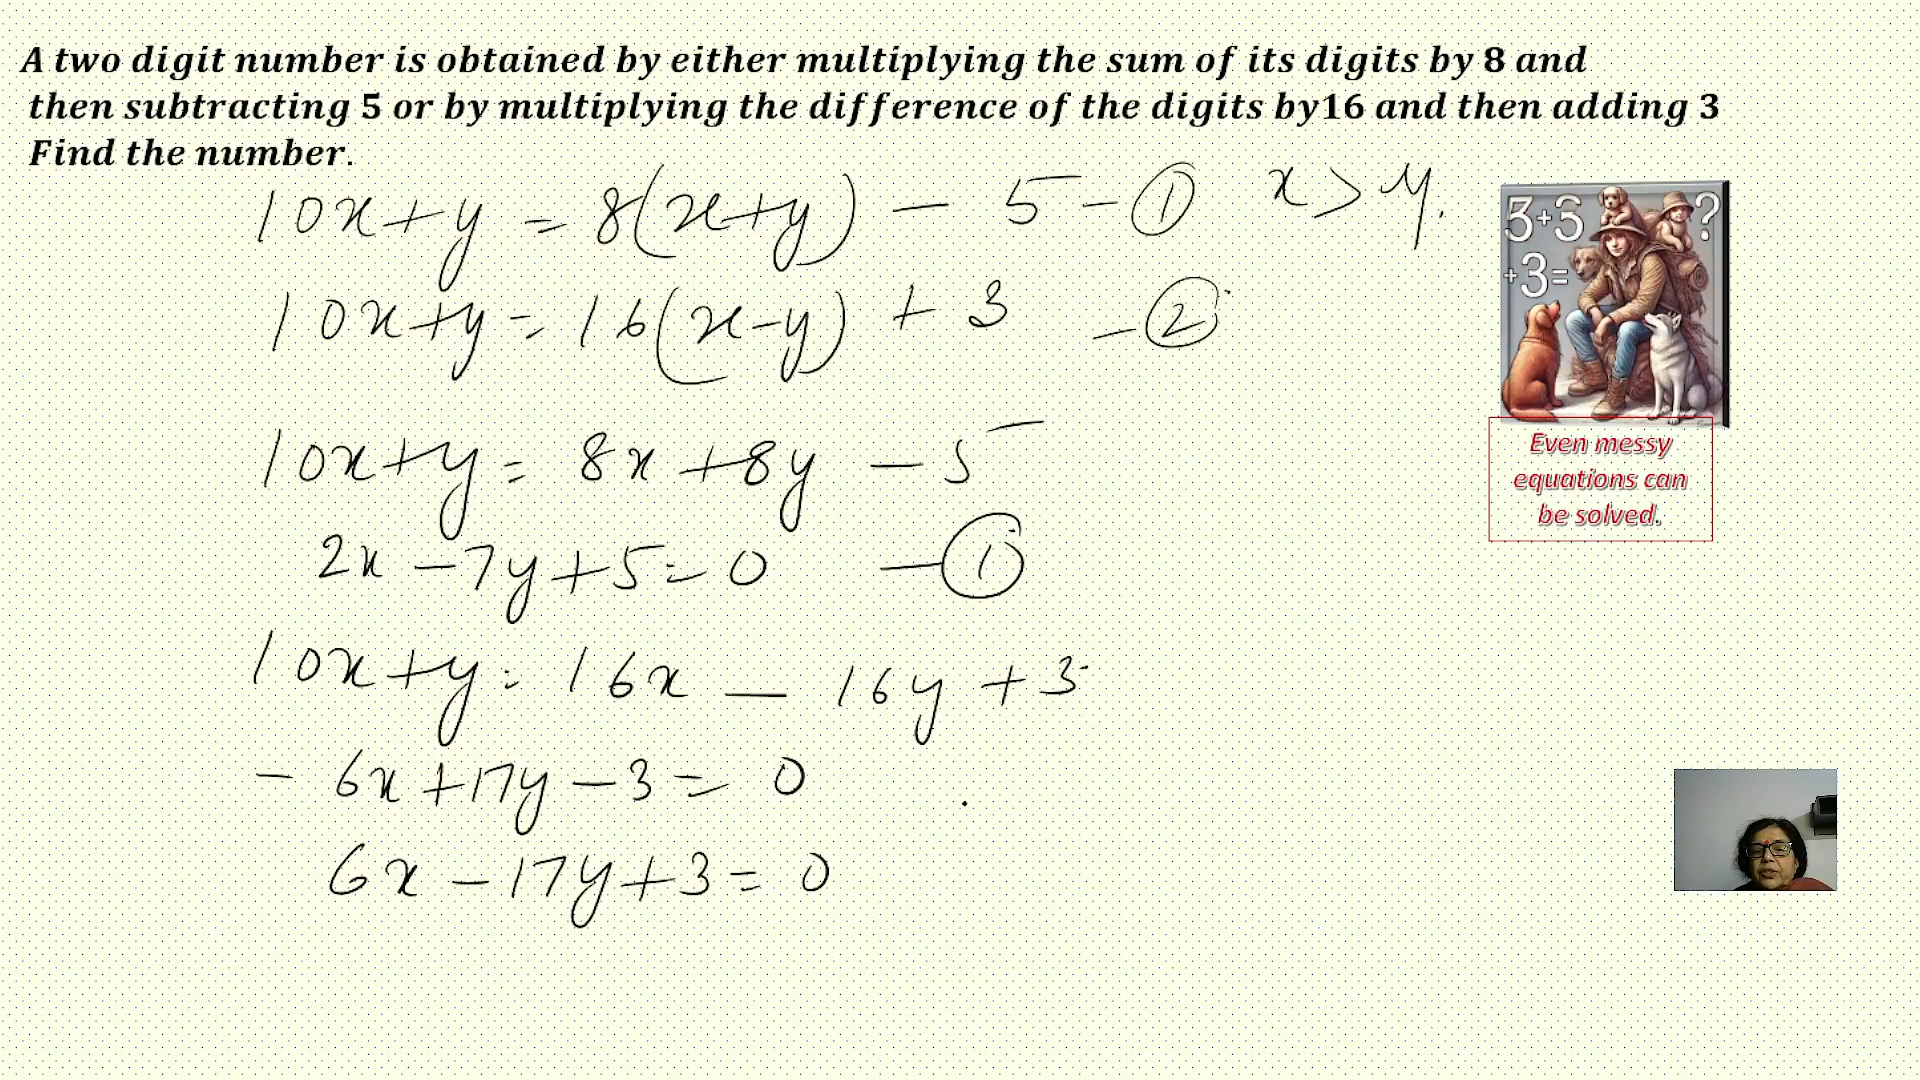 A two digit number is obtained by either multiplying the sum of its digits by 8 and
then subtracting 5 or by multiplying the difference of the digits by16 and then adding 3
Find the number.
10x+y = 8(x+y) - 5 - ① x > y.
10x+y = 16(x-y) + 3 - ②
10x+y = 8x+8y - 5
2x - 7y+5 = 0 - ①
10x+y = 16x - 16y + 3
- 6x+17y - 3 = 0
6x - 17y+3 = 0
3+3 ?
+3=
Even messy
equations can
be solved.